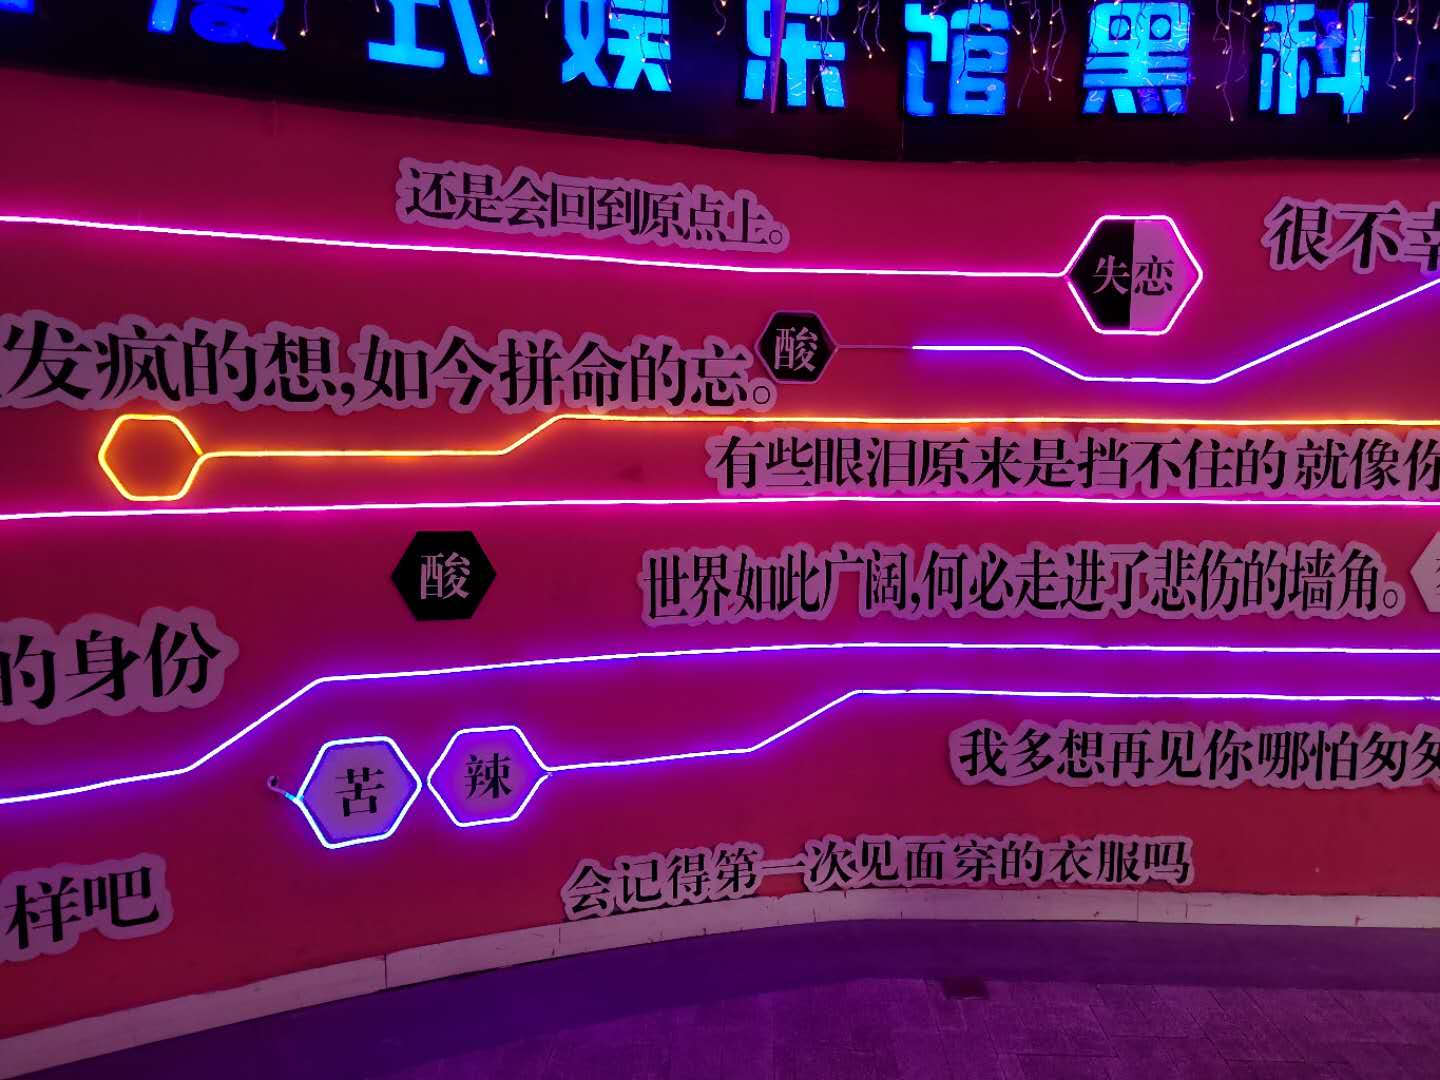 式娱乐馆黑科
还是会回到原点上。
失恋
很不幸
发疯的想,如今拼命的忘。
酸
有些眼泪原来是挡不住的就像你
酸
世界如此广阔,何必走进了悲伤的墙角。
的身份
苦
辣
我多想再见你哪怕匆匆
会记得第一次见面穿的衣服吗
样吧